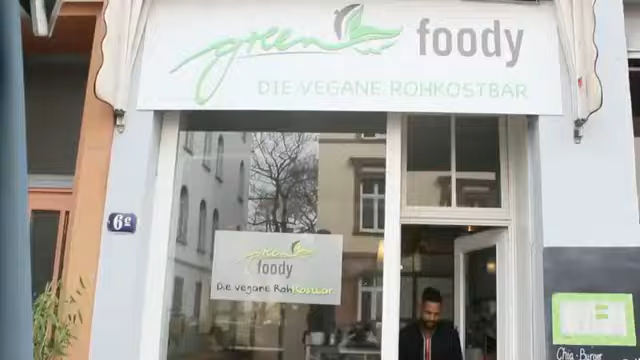 green foody
DIE VEGANE ROHKOSTBAR
6a
green
foody
Die vegane RohKostbar
Chia-Burger